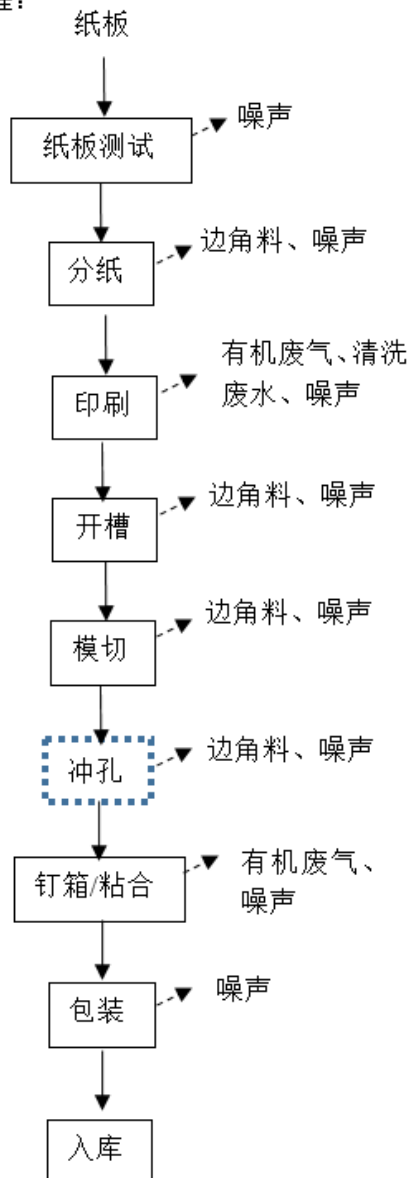 程：
纸板
噪声
纸板测试
边角料、噪声
分纸
有机废气、清洗
废水、噪声
印刷
边角料、噪声
开槽
边角料、噪声
模切
边角料、噪声
冲孔
有机废气、
噪声
钉箱/粘合
噪声
包装
入库